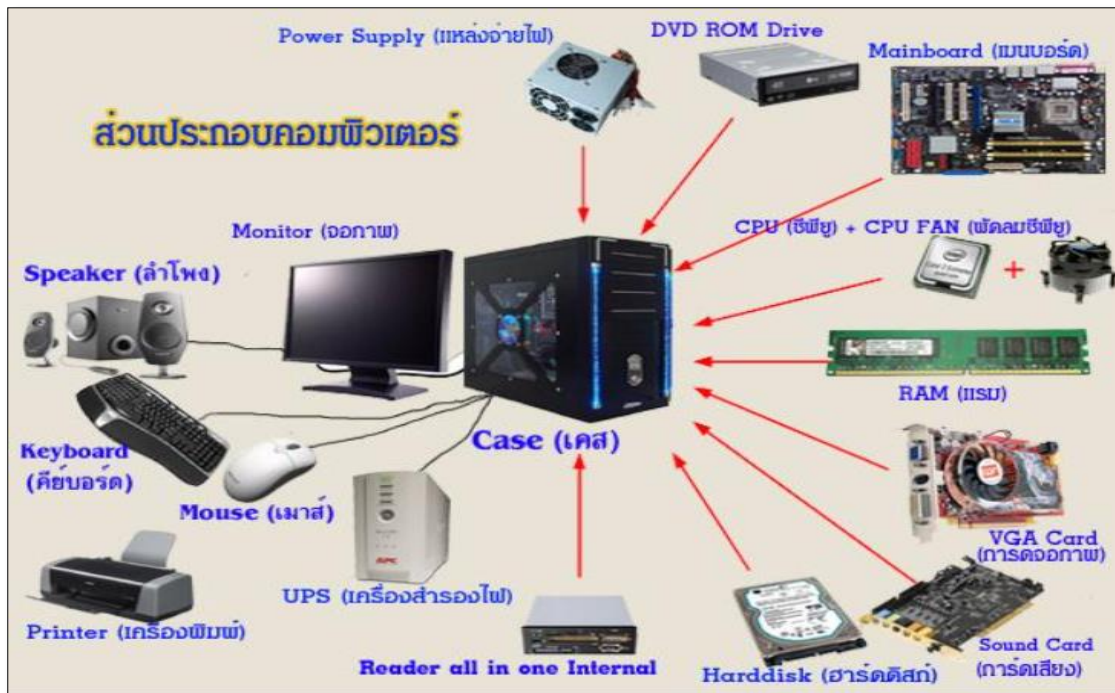 Power Supply (แหล่งจ่ายไฟ)
DVD ROM Drive
Mainboard (เมนบอร์ด)
ส่วนประกอบคอมพิวเตอร์
CPU (ซีพียู) + CPU FAN (พัดลมซีพียู)
Monitor (จอภาพ)
Speaker (ลำโพง)
+
RAM (แรม)
Case (เคส)
Keyboard
(คีย์บอร์ด)
Mouse (เมาส์)
VGA Card
(การ์ดจอภาพ)
APC
UPS (เครื่องสำรองไฟ)
Printer (เครื่องพิมพ์)
Reader all in one Internal
Harddisk (ฮาร์ดดิสก์)
Sound Card
(การ์ดเสียง)